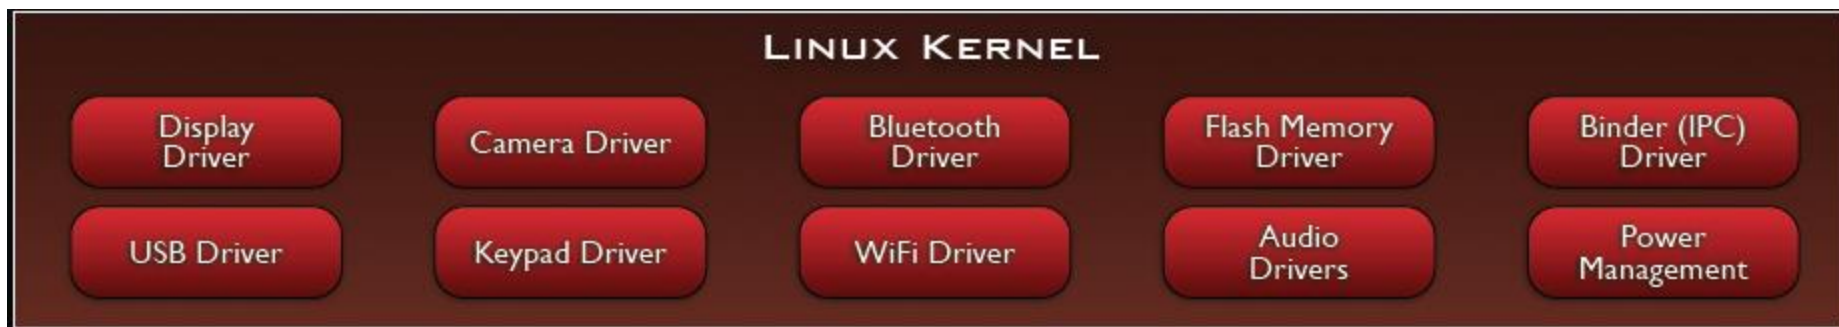 LINUX KERNEL
Display
Driver
Camera Driver
Bluetooth
Driver
Flash Memory
Driver
Binder (IPC)
Driver
USB Driver
Keypad Driver
WiFi Driver
Audio
Drivers
Power
Management